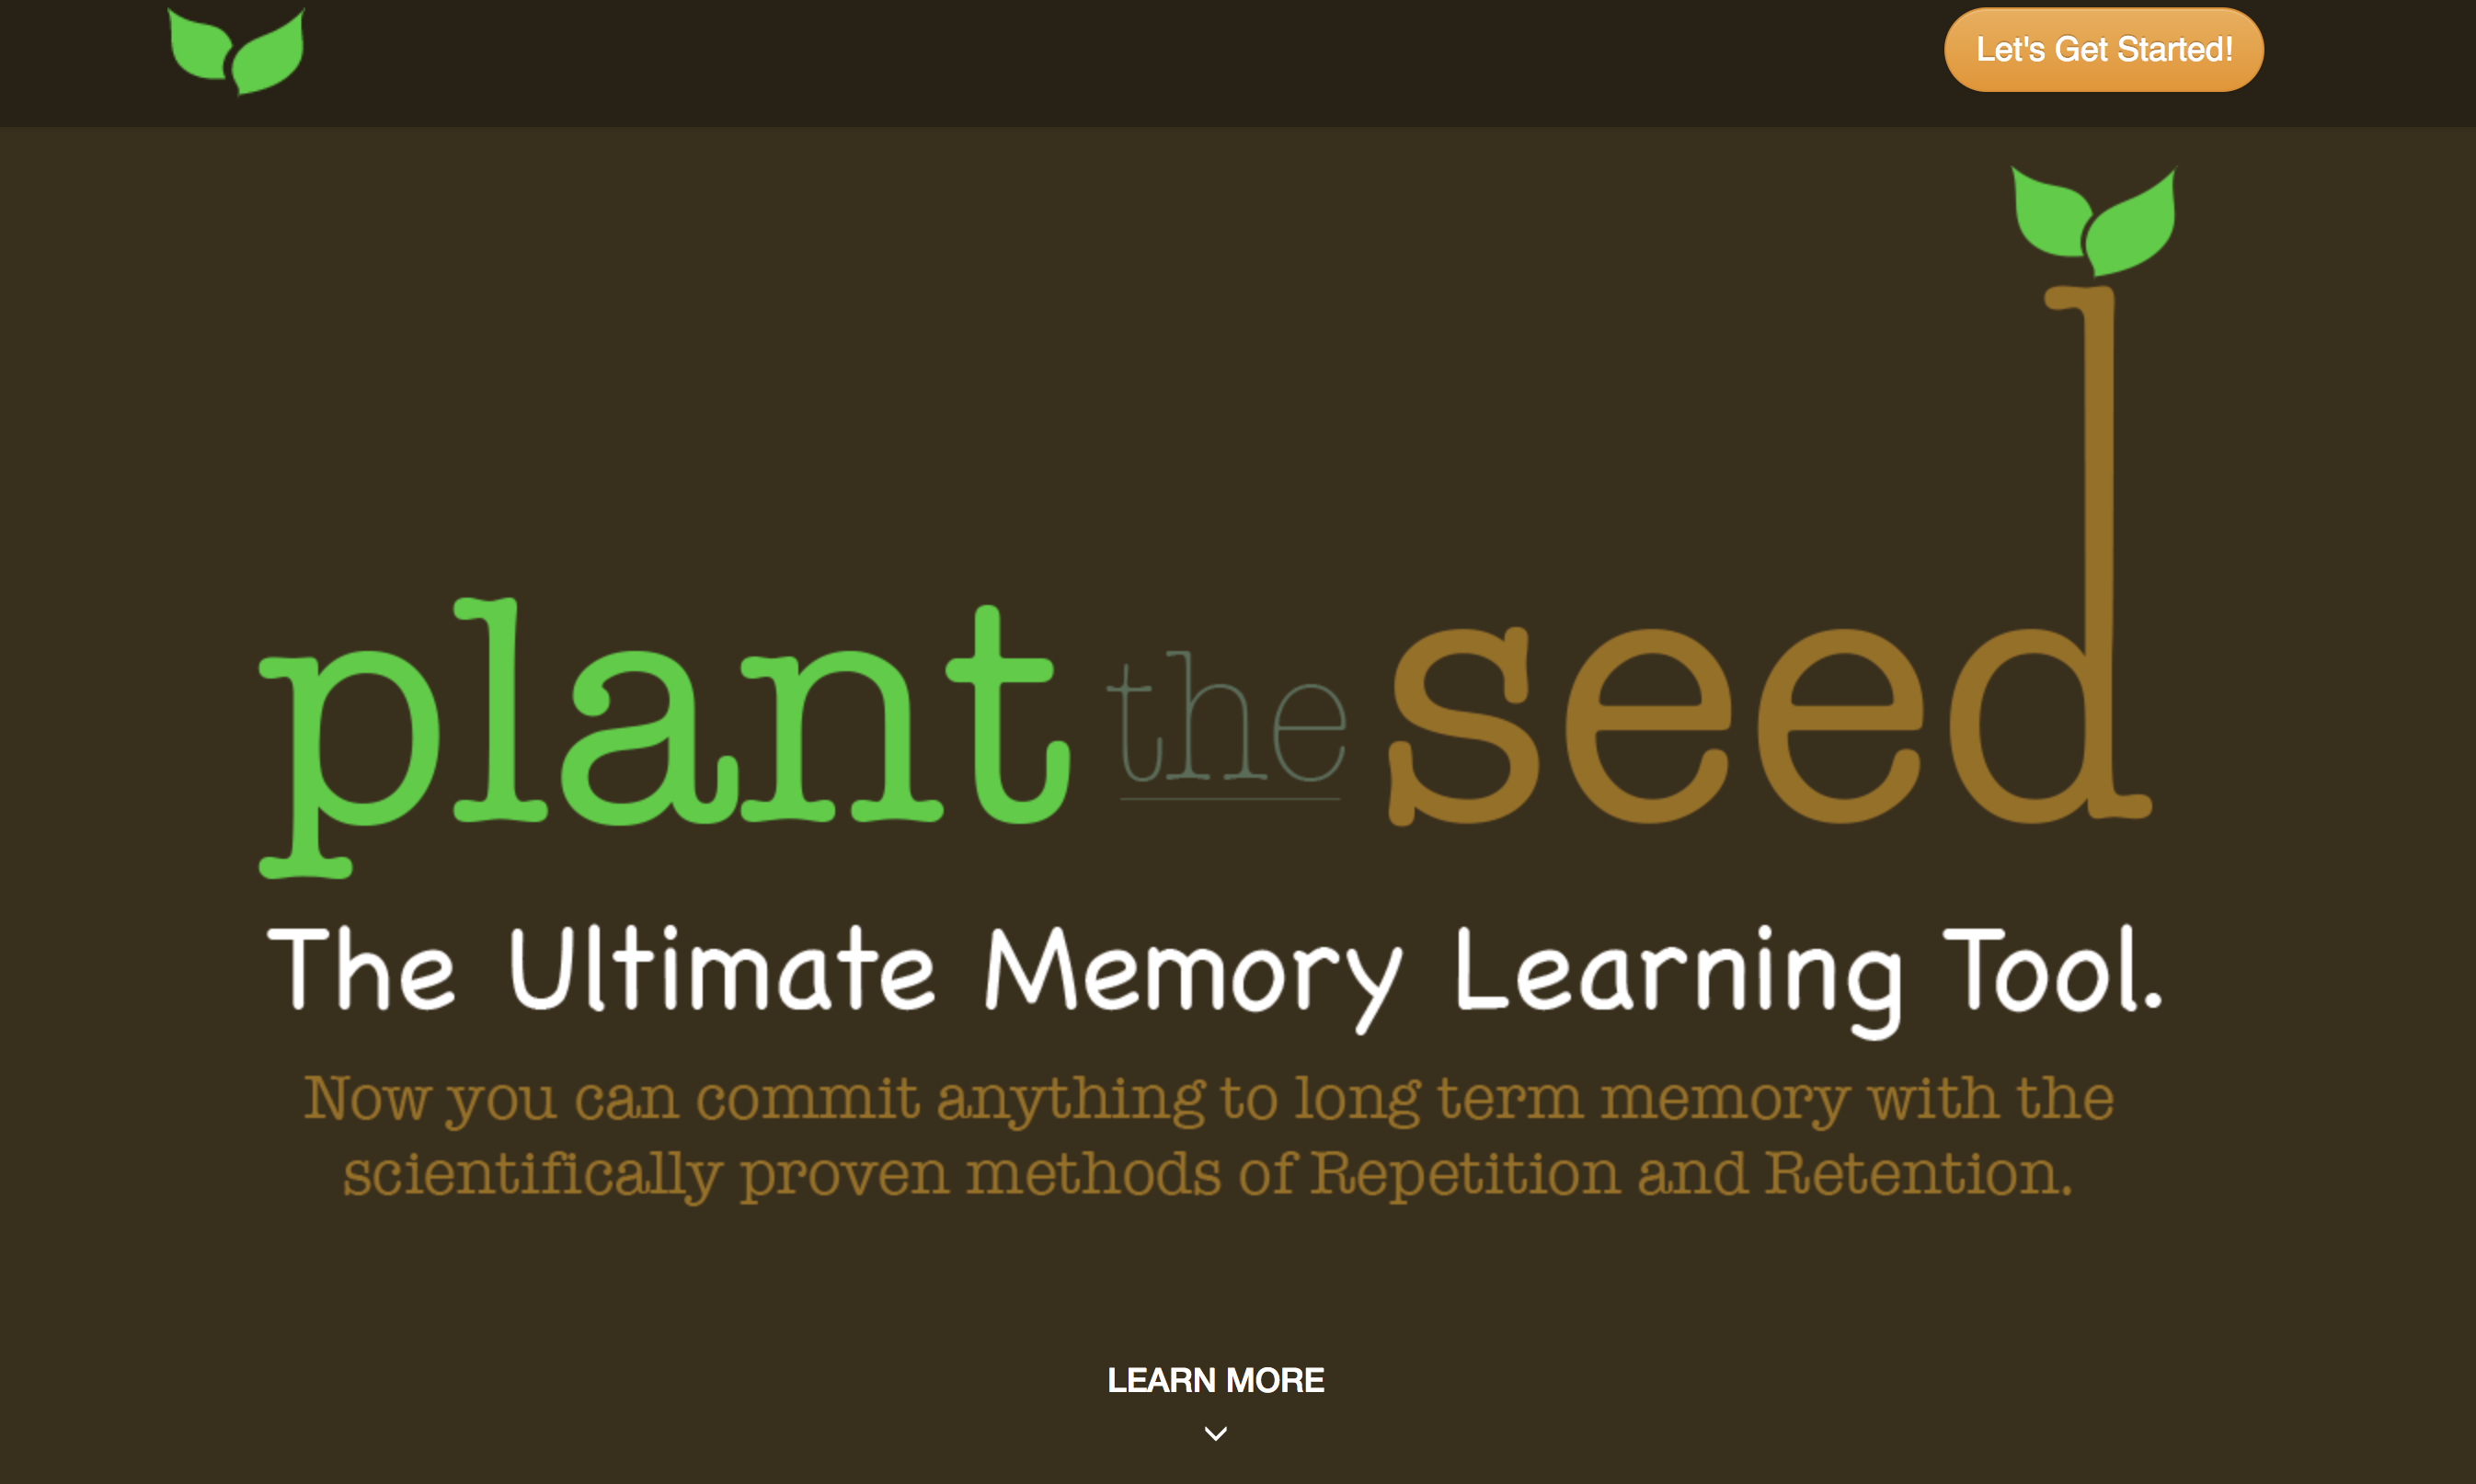 Let's Get Started!
plant the seed
The Ultimate Memory Learning Tool.
Now you can commit anything to long term memory with the
scientifically proven methods of Repetition and Retention.
LEARN MORE